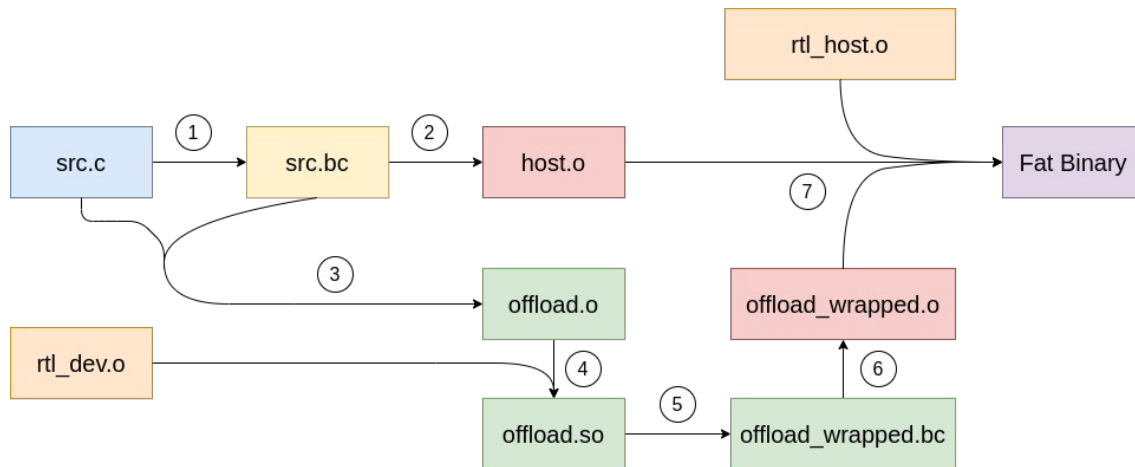 rtl_host.o
1
2
src.c
src.bc
host.o
Fat Binary
7
3
offload.o
offload_wrapped.o
rtl_dev.o
4
6
5
offload.so
offload_wrapped.bc